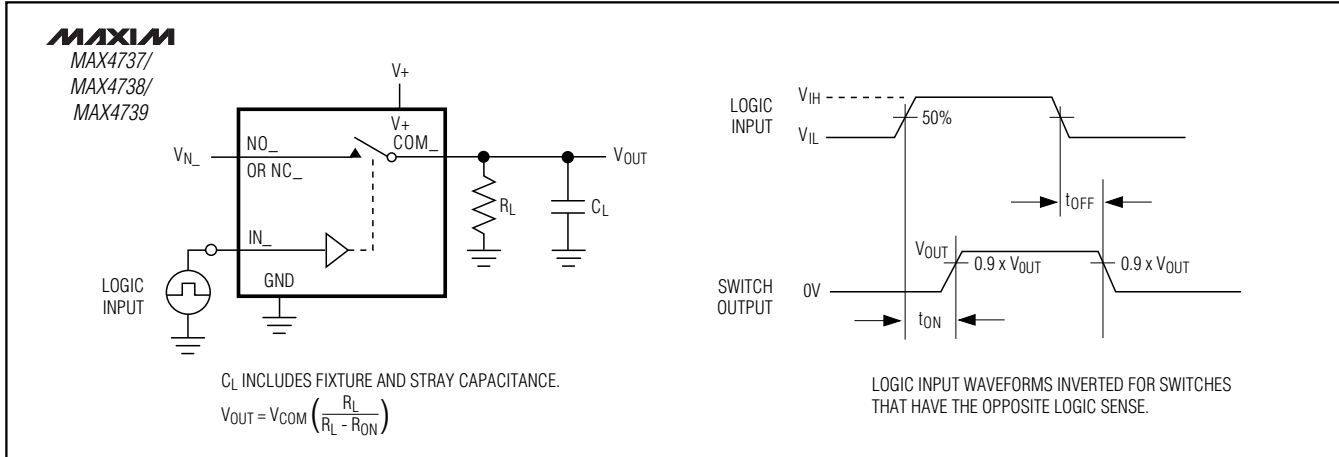 MAXIM
MAX4737/
MAX4738/
MAX4739
V+
V+
V_N_
NO_
OR NC_
COM_
V_OUT
R_L
C_L
IN_
LOGIC
INPUT
GND
C_L INCLUDES FIXTURE AND STRAY CAPACITANCE.
V_OUT = V_COM (R_L / R_L - R_ON)
LOGIC
INPUT
V_IH
V_IL
50%
t_OFF
SWITCH
OUTPUT
V_OUT
0V
0.9 x V_OUT
0.9 x V_OUT
t_ON
LOGIC INPUT WAVEFORMS INVERTED FOR SWITCHES
THAT HAVE THE OPPOSITE LOGIC SENSE.